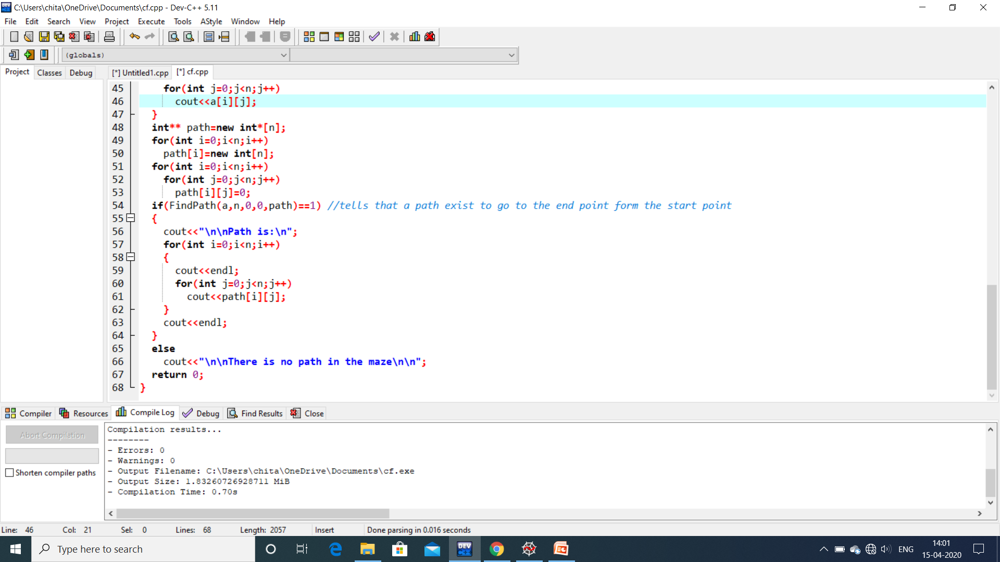 C:\Users\chita\OneDrive\Documents\cf.cpp - Dev-C++ 5.11
File Edit Search View Project Execute Tools AStyle Window Help
(globals)
Project Classes Debug [*] Untitled1.cpp [*] cf.cpp
45 for(int j=0;j<n;j++)
46 cout<<a[i][j];
47 }
48 int** path=new int*[n];
49 for(int i=0;i<n;i++)
50 path[i]=new int[n];
51 for(int i=0;i<n;i++)
52 for(int j=0;j<n;j++)
53 path[i][j]=0;
54 if(FindPath(a,n,0,0,path)==1) //tells that a path exist to go to the end point form the start point
55 {
56 cout<<"\n\nPath is:\n";
57 for(int i=0;i<n;i++)
58 {
59 cout<<endl;
60 for(int j=0;j<n;j++)
61 cout<<path[i][j];
62 }
63 cout<<endl;
64 }
65 else
66 cout<<"\n\nThere is no path in the maze\n\n";
67 return 0;
68 }
Compiler Resources Compile Log Debug Find Results Close
Abort Compilation
Shorten compiler paths
Compilation results...
--------
- Errors: 0
- Warnings: 0
- Output Filename: C:\Users\chita\OneDrive\Documents\cf.exe
- Output Size: 1.83260726928711 MiB
- Compilation Time: 0.70s
Line: 46 Col: 21 Sel: 0 Lines: 68 Length: 2057 Insert Done parsing in 0.016 seconds
Type here to search
DEV C++
ENG
14:01
15-04-2020